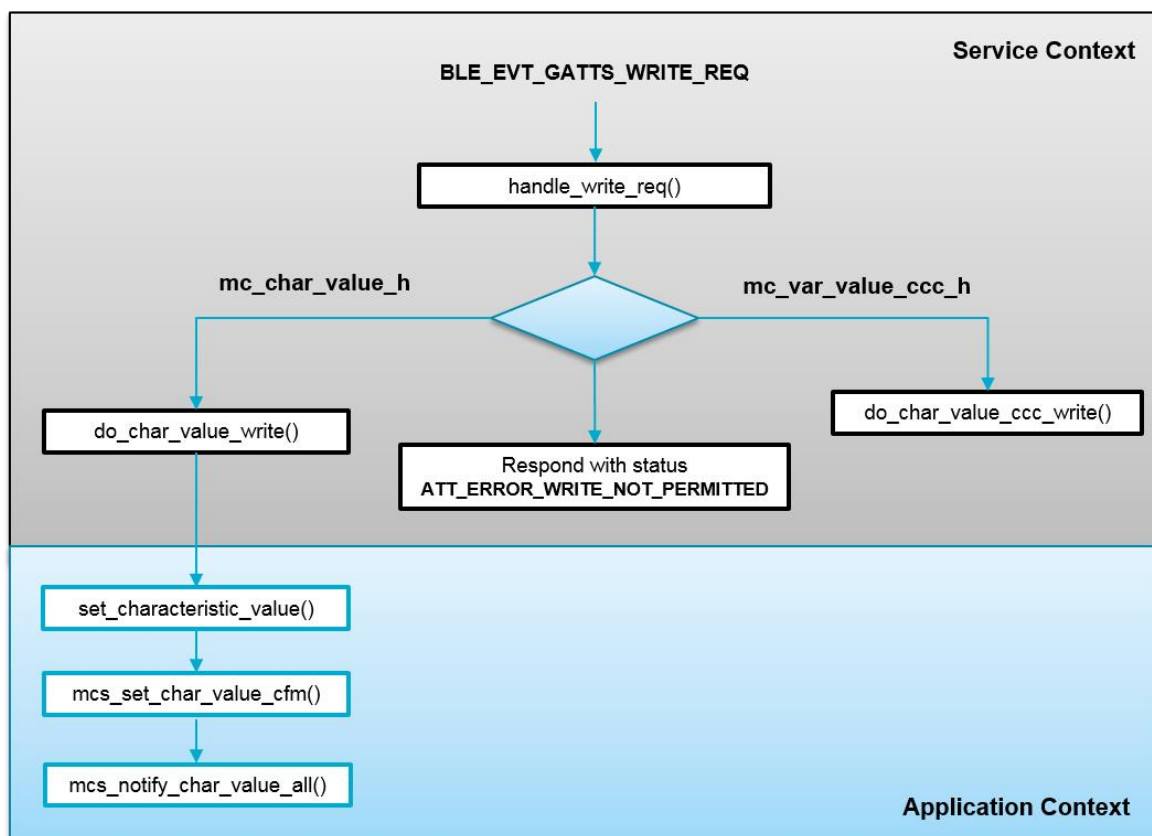 Service Context
BLE_EVT_GATTS_WRITE_REQ
handle_write_req()
mc_char_value_h
mc_var_value_ccc_h
do_char_value_write()
Respond with status
ATT_ERROR_WRITE_NOT_PERMITTED
do_char_value_ccc_write()
set_characteristic_value()
mcs_set_char_value_cfm()
mcs_notify_char_value_all()
Application Context